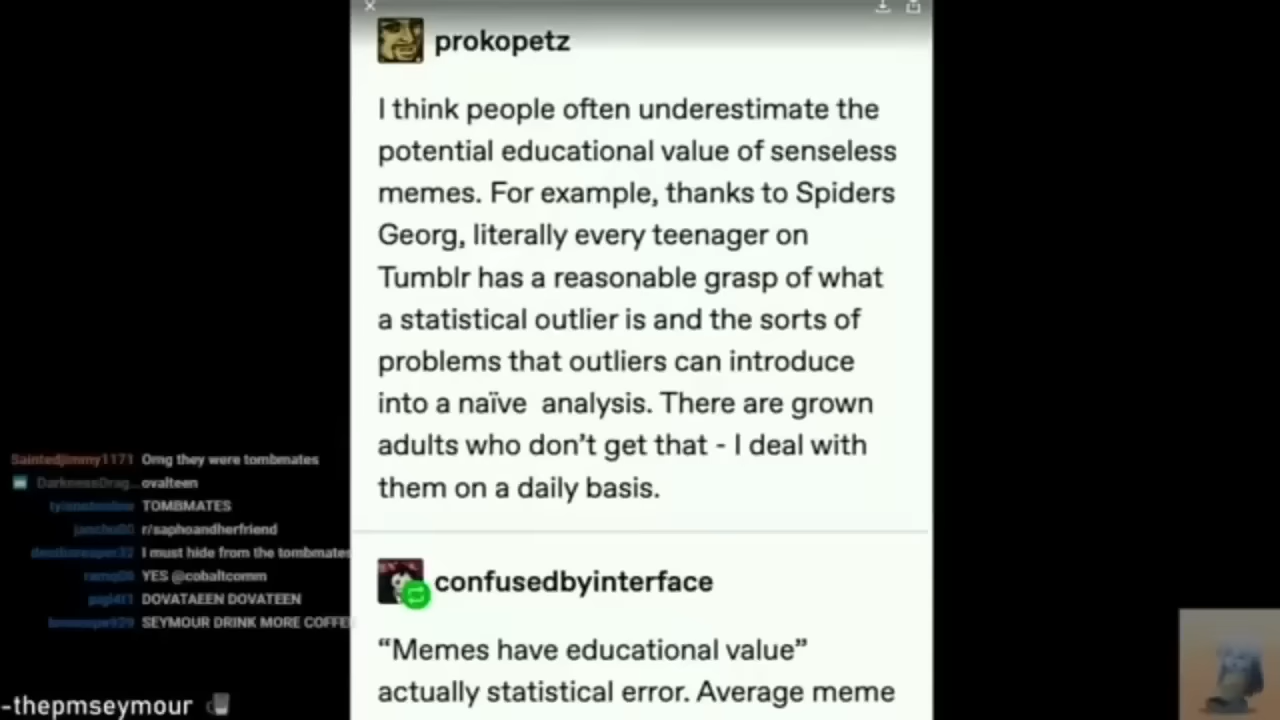 prokopetz
I think people often underestimate the
potential educational value of senseless
memes. For example, thanks to Spiders
Georg, literally every teenager on
Tumblr has a reasonable grasp of what
a statistical outlier is and the sorts of
problems that outliers can introduce
into a naïve analysis. There are grown
adults who don’t get that - I deal with
them on a daily basis.
confusedbyinterface
“Memes have educational value”
actually statistical error. Average meme
Saintedjimmy1171 Omg they were tombmates
DarknessDrag... ovalteen
TOMBMATES
r/saphoandherfriend
I must hide from the tombmates
YES @cobaltcomm
DOVATAEEN DOVATEEN
SEYMOUR DRINK MORE COFFEE
-thepmseymour